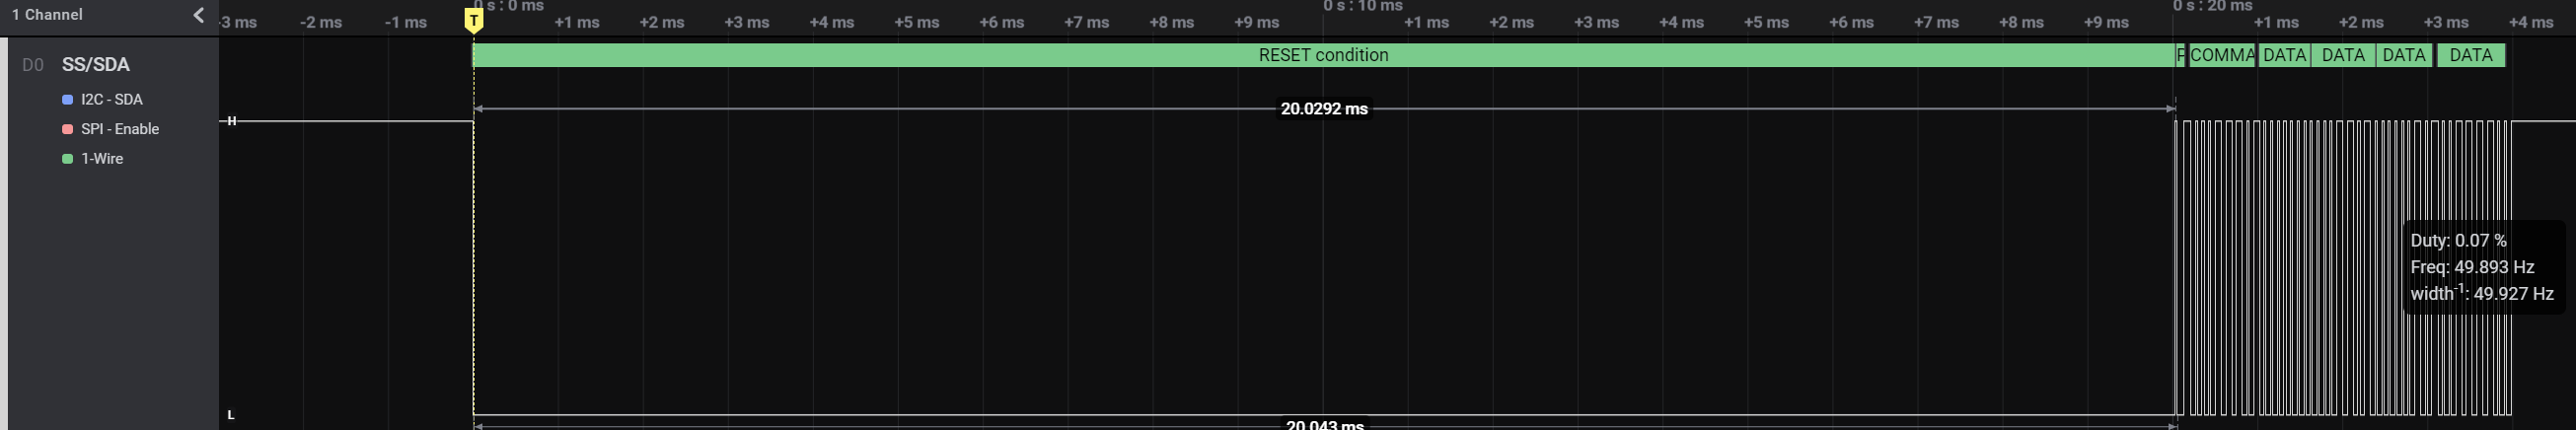 1 Channel
0 s : 0 ms
0 s : 10 ms
0 s : 20 ms
-3 ms -2 ms -1 ms T +1 ms +2 ms +3 ms +4 ms +5 ms +6 ms +7 ms +8 ms +9 ms +1 ms +2 ms +3 ms +4 ms +5 ms +6 ms +7 ms +8 ms +9 ms +1 ms +2 ms +3 ms +4 ms
D0 SS/SDA
RESET condition COMMA DATA DATA DATA DATA
I2C - SDA
20.0292 ms
H
SPI - Enable
1-Wire
Duty: 0.07 %
Freq: 49.893 Hz
width-1: 49.927 Hz
L
20.043 ms